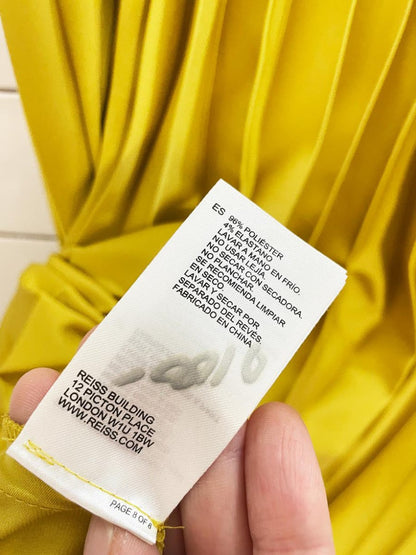 ES 96% POLIÉSTER
4% ELASTANO
LAVAR A MANO EN FRÍO
NO USAR LEJÍA
NO SECAR CON SECADORA.
NO PLANCHAR.
SE RECOMIENDA LIMPIAR
EN SECO
LAVAR Y SECAR POR
SEPARADO DEL REVÉS
FABRICADO EN CHINA
REISS BUILDING
12 PICTON PLACE
LONDON W1U 1BW
WWW.REISS.COM
PAGE 8 OF 8